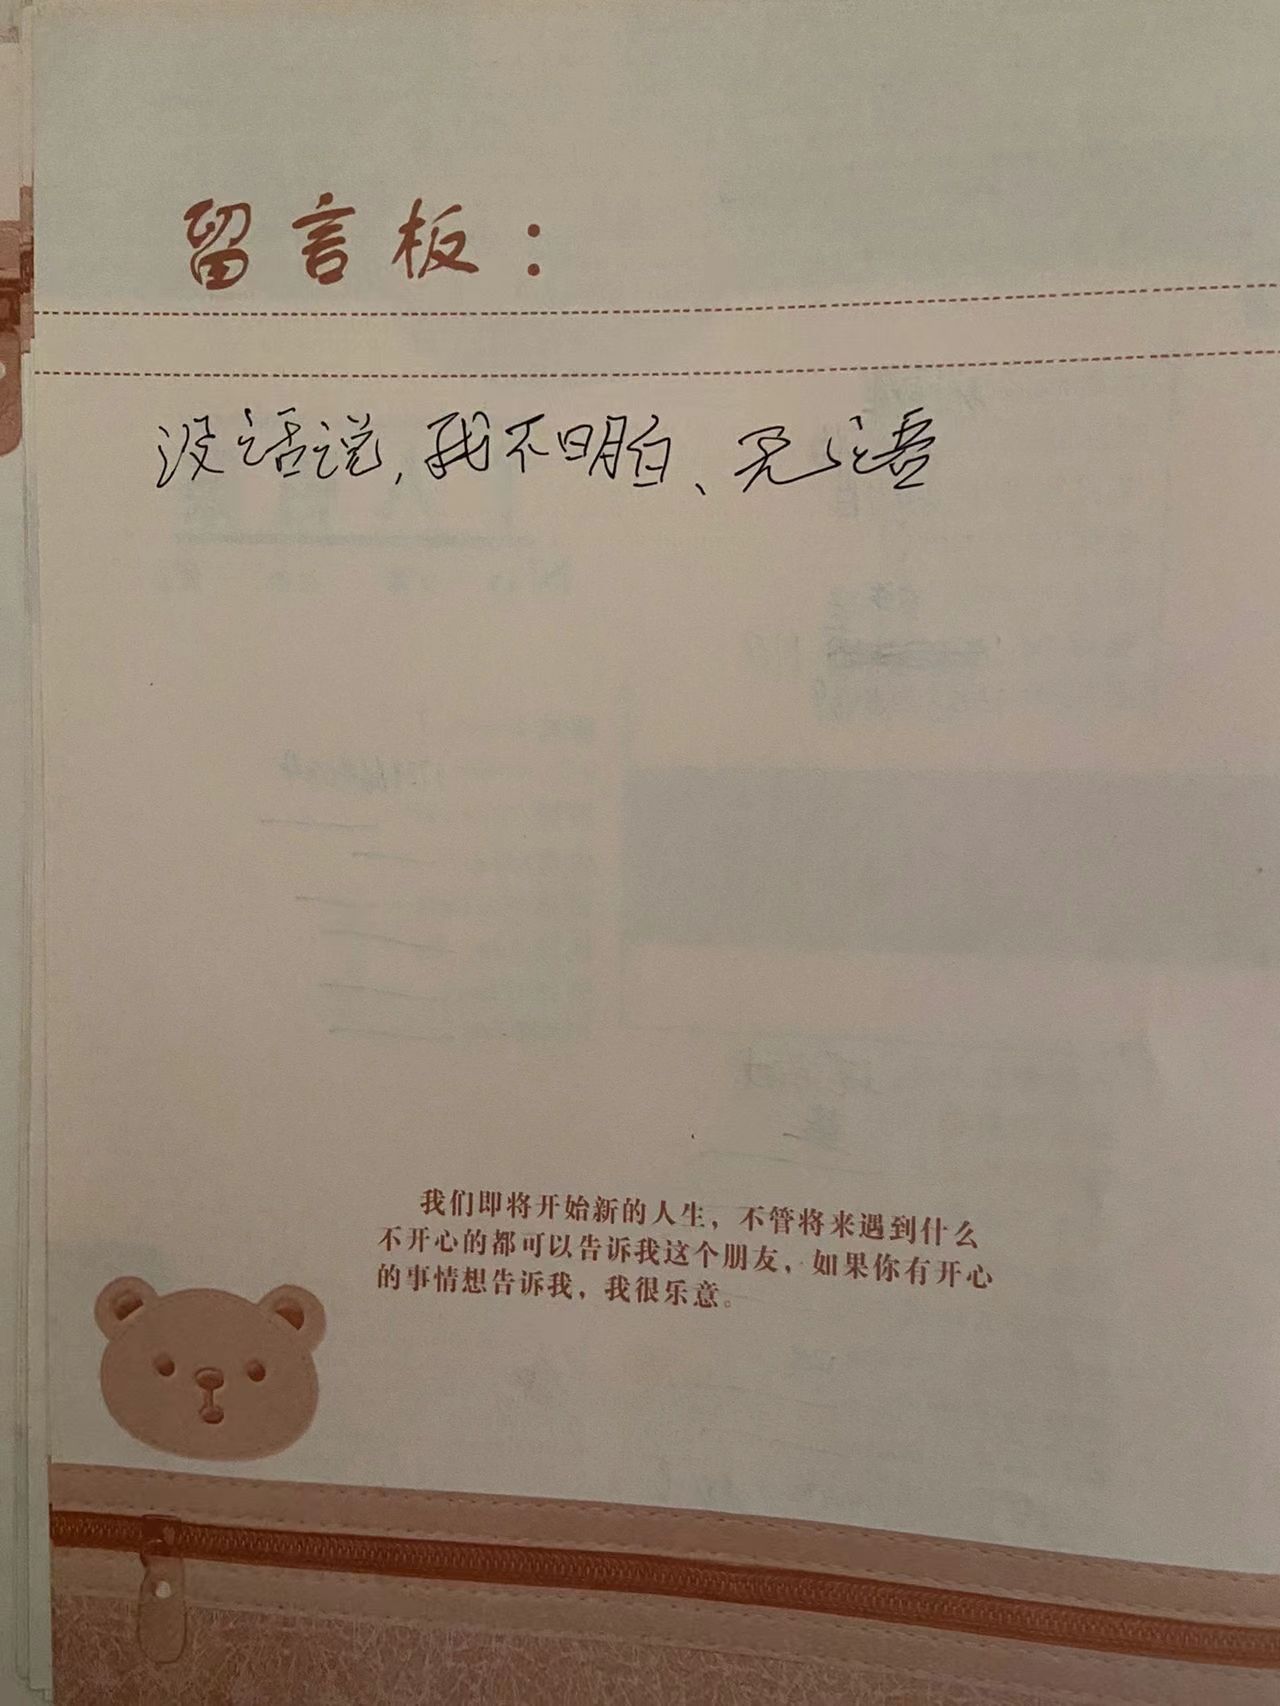 留言板：
没话说，我不明白、无语
我们即将开始新的人生，不管将来遇到什么
不开心的都可以告诉我这个朋友，如果你有开心
的事情想告诉我，我很乐意。